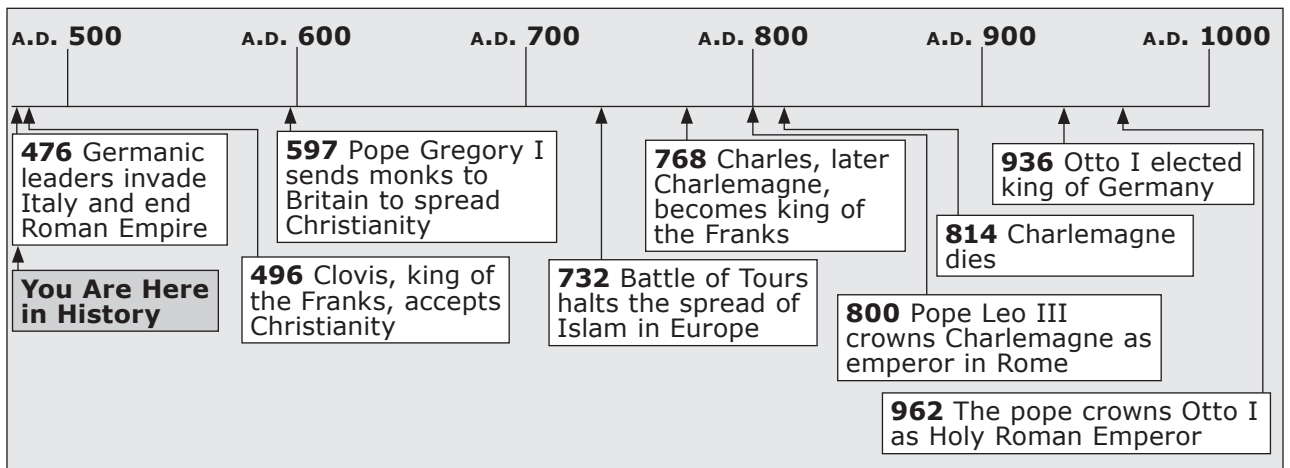 A.D. 500 A.D. 600 A.D. 700 A.D. 800 A.D. 900 A.D. 1000
476 Germanic
leaders invade
Italy and end
Roman Empire
You Are Here
in History
496 Clovis, king of
the Franks, accepts
Christianity
597 Pope Gregory I
sends monks to
Britain to spread
Christianity
732 Battle of Tours
halts the spread of
Islam in Europe
768 Charles, later
Charlemagne,
becomes king of
the Franks
800 Pope Leo III
crowns Charlemagne as
emperor in Rome
814 Charlemagne
dies
936 Otto I elected
king of Germany
962 The pope crowns Otto I
as Holy Roman Emperor